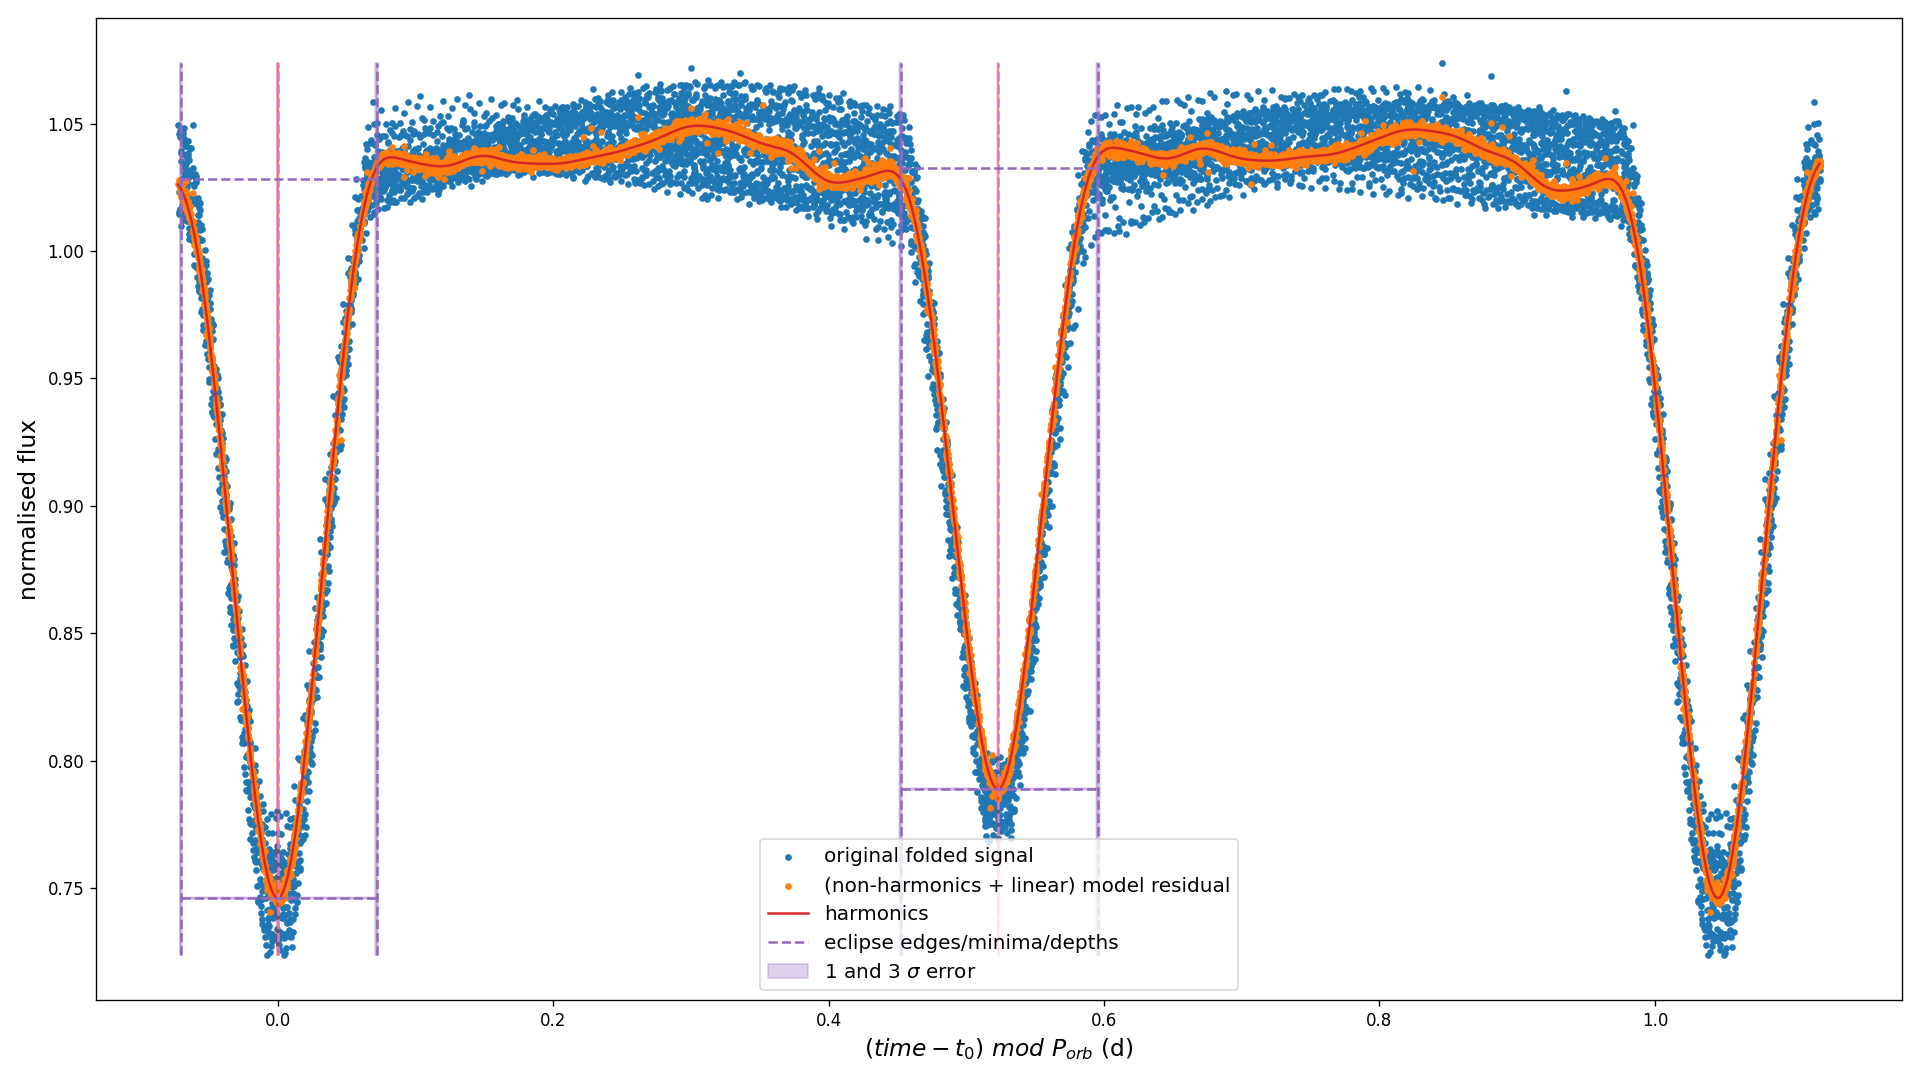 normalised flux
1.05
1.00
0.95
0.90
0.85
0.80
0.75
original folded signal
(non-harmonics + linear) model residual
harmonics
eclipse edges/minima/depths
1 and 3 σ error
0.0 0.2 0.4 0.6 0.8 1.0
(time − t₀) mod Pₒᵣb (d)